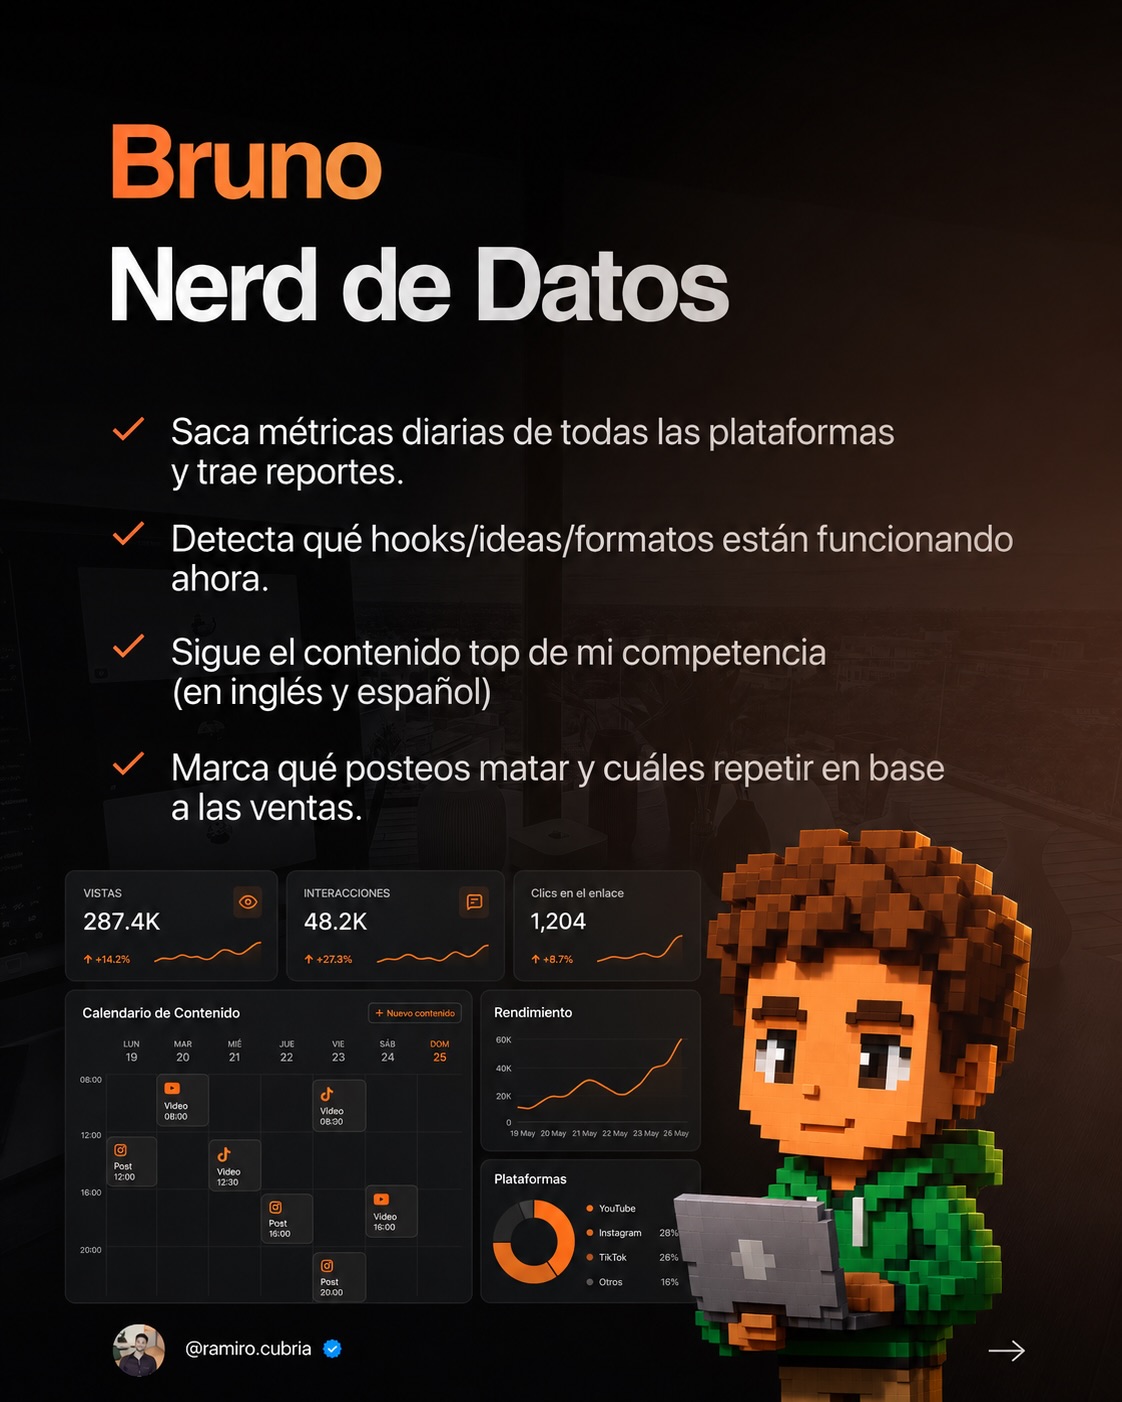 Bruno
Nerd de Datos
Saca métricas diarias de todas las plataformas
y trae reportes.
Detecta qué hooks/ideas/formatos están funcionando
ahora.
Sigue el contenido top de mi competencia
(en inglés y español)
Marca qué posteos matar y cuáles repetir en base
a las ventas.
VISTAS
287.4K
+14.2%
INTERACCIONES
48.2K
+27.3%
Clics en el enlace
1,204
+8.7%
Calendario de Contenido
+ Nuevo contenido
LUN MAR MIÉ JUE VIE SÁB DOM
19 20 21 22 23 24 25
08:00
Video
08:00
Video
08:30
12:00
Post
12:00
Video
12:30
16:00
Post
16:00
Video
16:00
20:00
Post
20:00
Rendimiento
60K
40K
20K
0
19 May 20 May 21 May 22 May 23 May 26 May
Plataformas
YouTube
Instagram 28%
TikTok 26%
Otros 16%
@ramiro.cubria